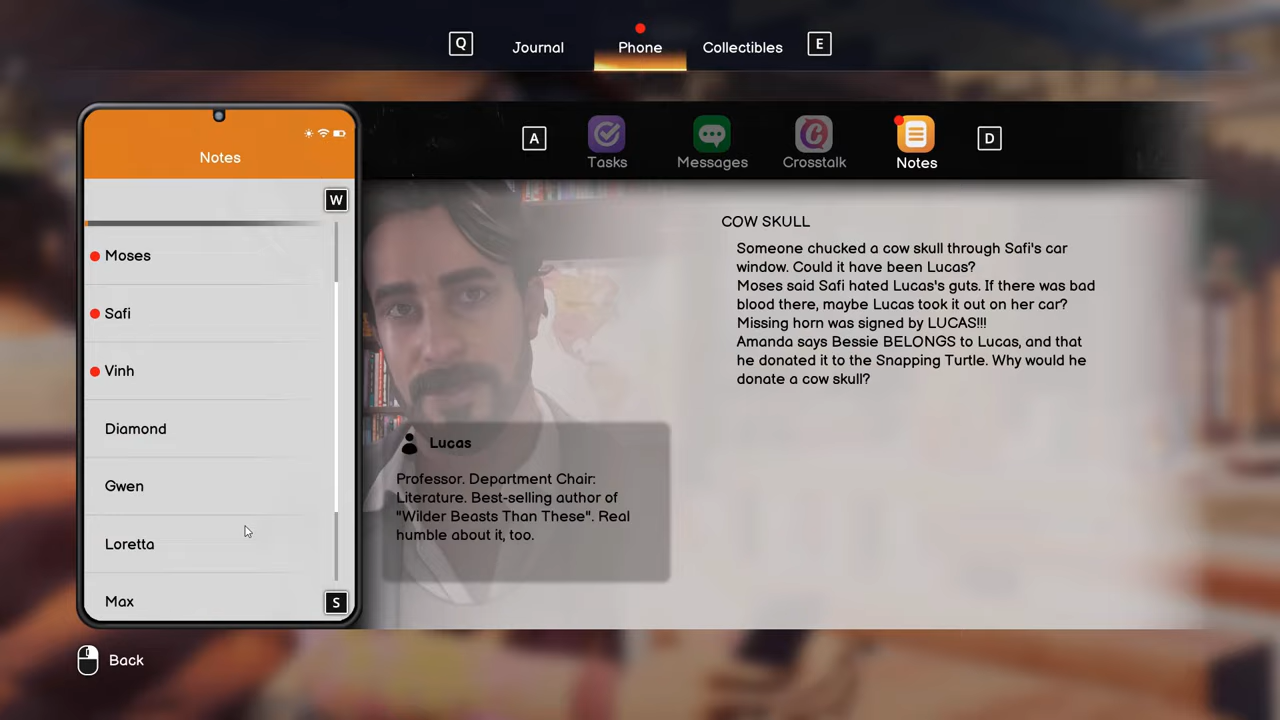 Q
Journal
Phone
Collectibles
E
Notes
A
Tasks
Messages
Crosstalk
Notes
D
W
Moses
Safi
Vinh
Diamond
Gwen
Loretta
Max
S
Lucas
Professor. Department Chair:
Literature. Best-selling author of
"Wilder Beasts Than These". Real
humble about it, too.
COW SKULL
Someone chucked a cow skull through Safi's car
window. Could it have been Lucas?
Moses said Safi hated Lucas's guts. If there was bad
blood there, maybe Lucas took it out on her car?
Missing horn was signed by LUCAS!!!
Amanda says Bessie BELONGS to Lucas, and that
he donated it to the Snapping Turtle. Why would he
donate a cow skull?
Back